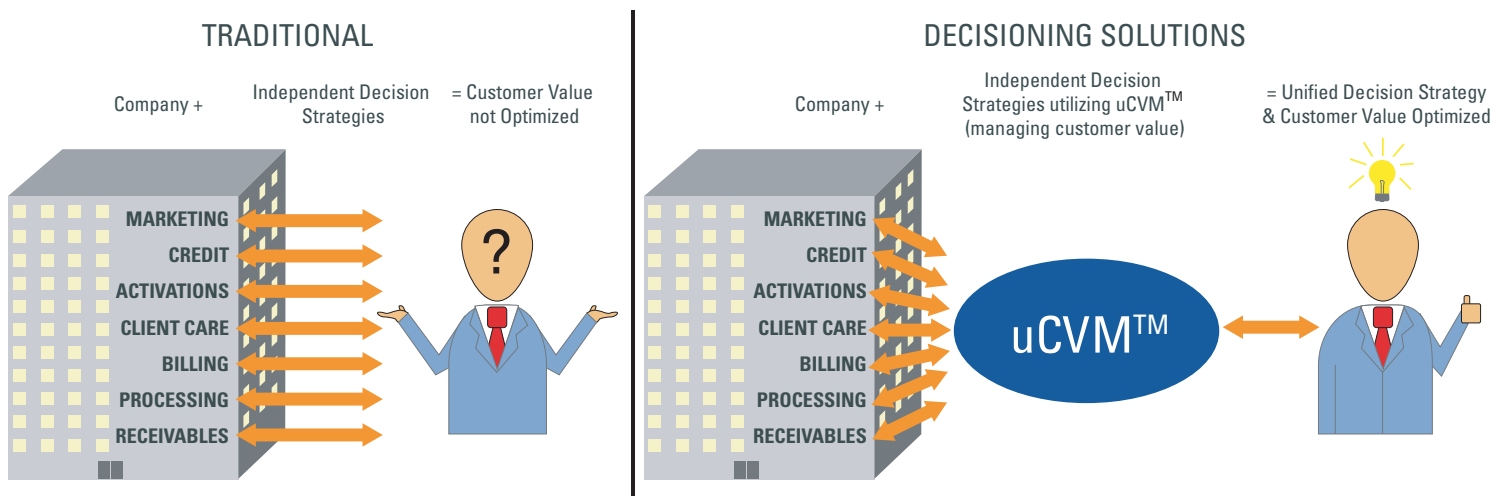 TRADITIONAL
Company +
Independent Decision
Strategies
= Customer Value
not Optimized
MARKETING
CREDIT
ACTIVATIONS
CLIENT CARE
BILLING
PROCESSING
RECEIVABLES
?
DECISIONING SOLUTIONS
Company +
Independent Decision
Strategies utilizing uCVM™
(managing customer value)
= Unified Decision Strategy
& Customer Value Optimized
MARKETING
CREDIT
ACTIVATIONS
CLIENT CARE
BILLING
PROCESSING
RECEIVABLES
uCVM™